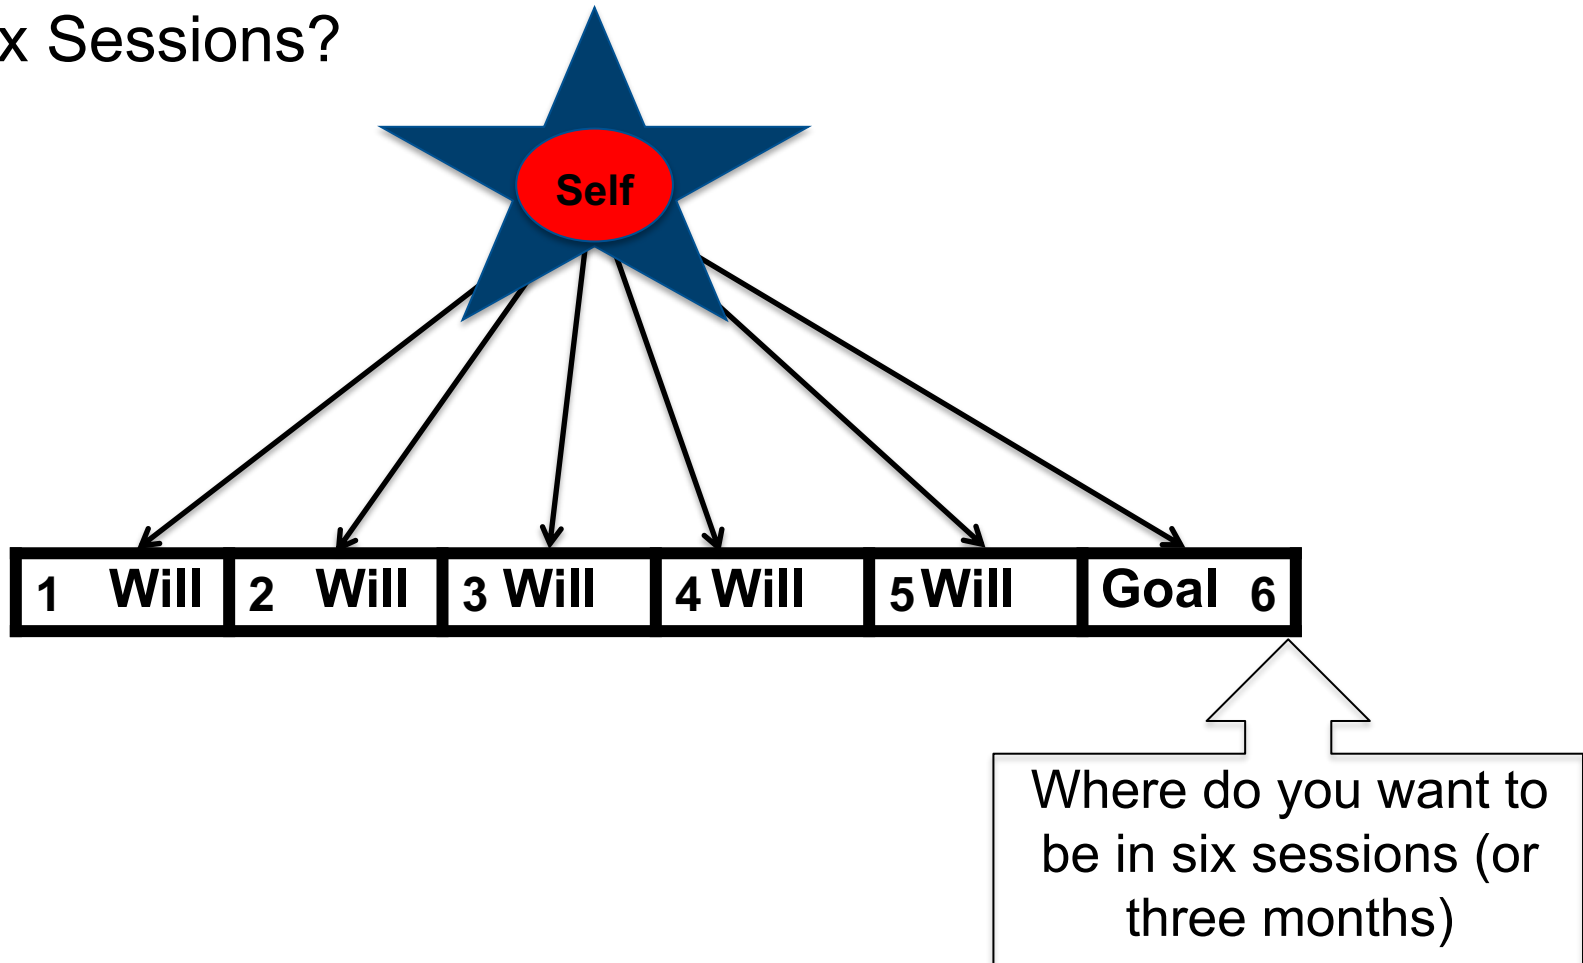 x Sessions?
Self
1 Will 2 Will 3 Will 4 Will 5 Will Goal 6
Where do you want to
be in six sessions (or
three months)